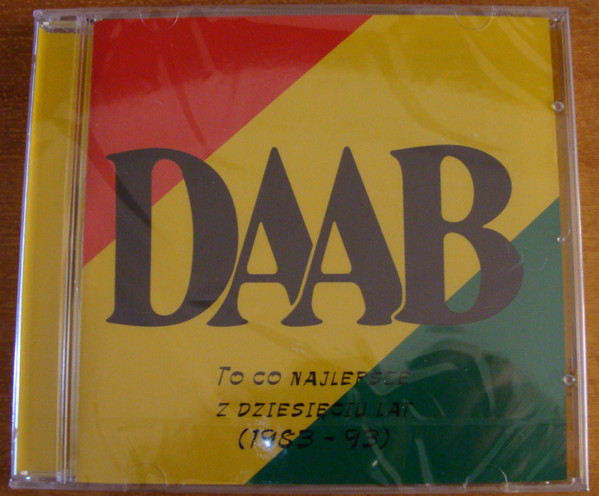 DAAB
TO CO NAJLEPSZE
Z DZIESIĘCIU LAT
(1983 - 93)